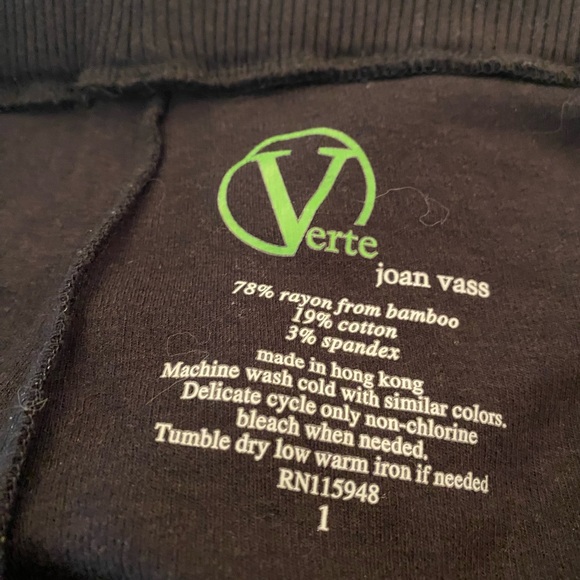 Verte
joan vass
78% rayon from bamboo
19% cotton
3% spandex
made in hong kong
Machine wash cold with similar colors.
Delicate cycle only non-chlorine
bleach when needed.
Tumble dry low warm iron if needed
RN115948
1